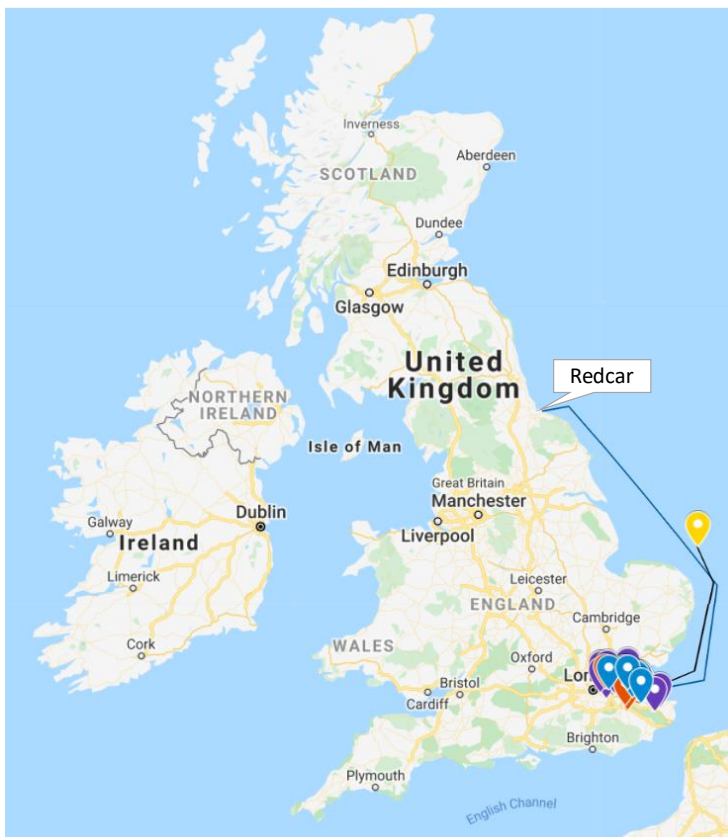 Inverness
Aberdeen
SCOTLAND
Dundee
Edinburgh
Glasgow
United
Kingdom
Redcar
NORTHERN
IRELAND
Isle of Man
Great Britain
Manchester
Dublin
Galway
Liverpool
Ireland
Limerick
Leicester
ENGLAND
Cambridge
Cork
WALES
Oxford
Lon
Bristol
Cardiff
Brighton
Plymouth
English Channel